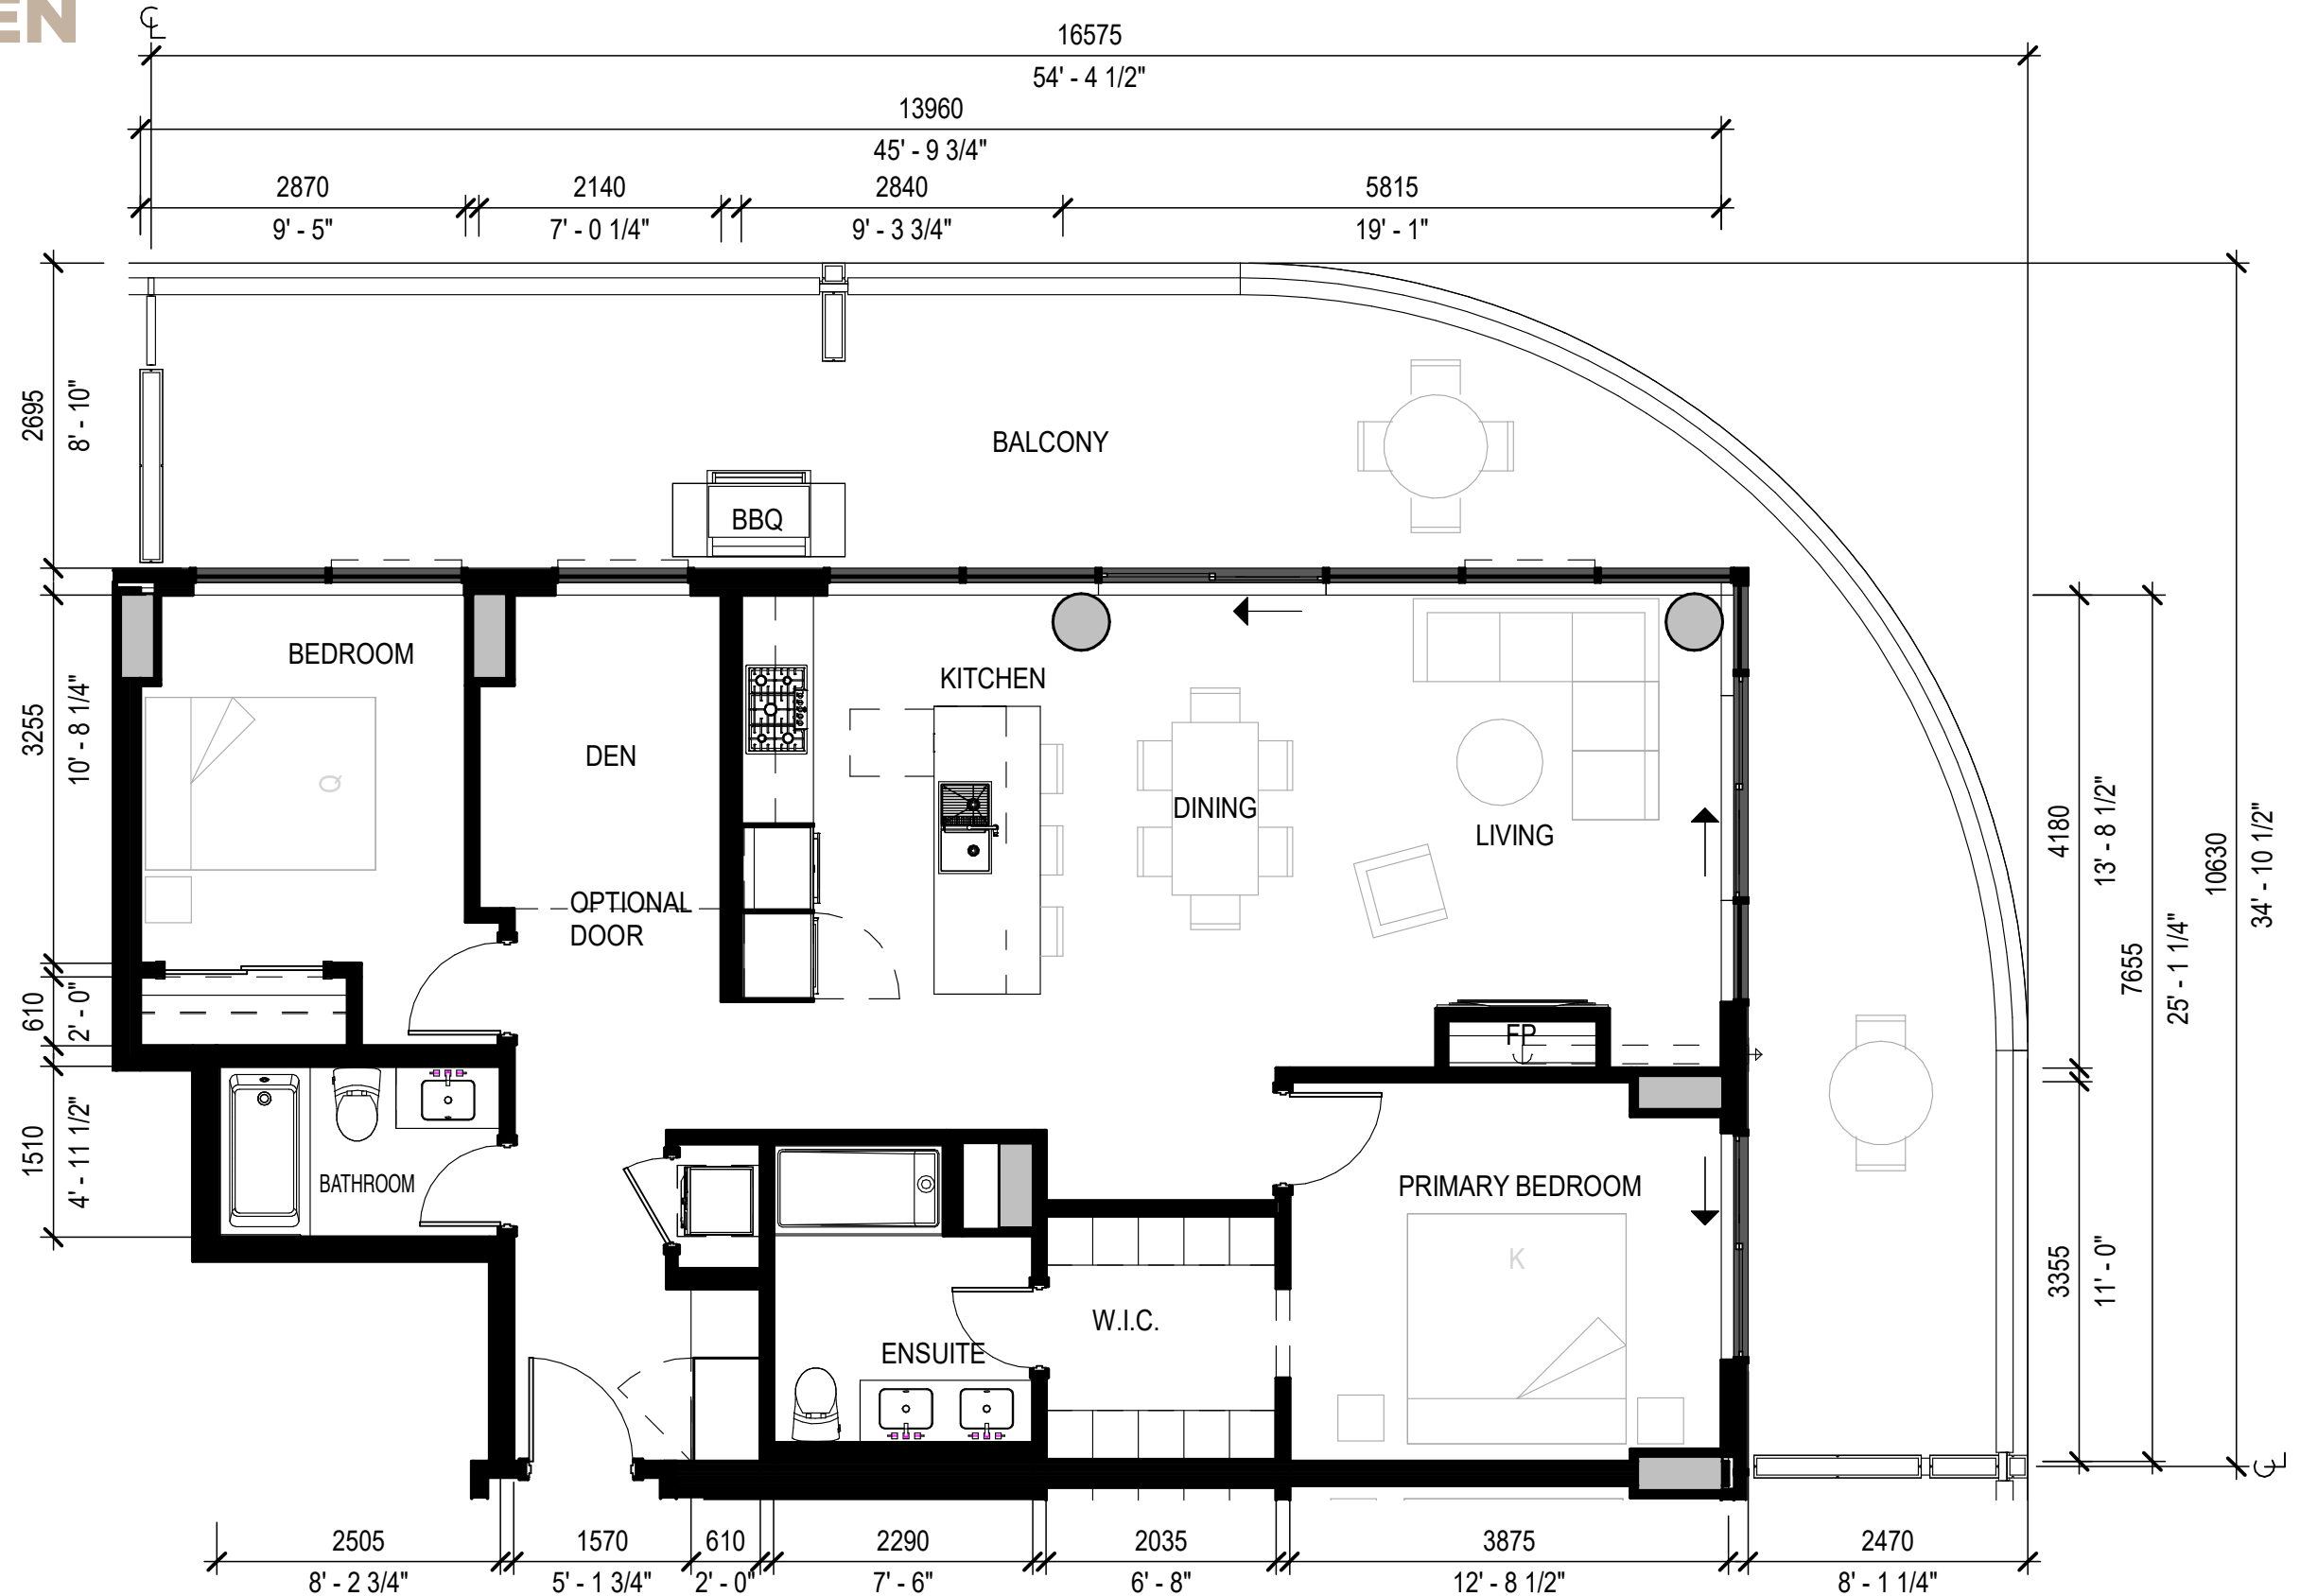 EN
16575
54' - 4 1/2"
13960
45' - 9 3/4"
2870
9' - 5"
2140
7' - 0 1/4"
2840
9' - 3 3/4"
5815
19' - 1"
2695
8' - 10"
BALCONY
BBQ
BEDROOM
KITCHEN
3255
10' - 8 1/4"
Q
DEN
DINING
LIVING
4180
13' - 8 1/2"
10630
34' - 10 1/2"
OPTIONAL
DOOR
7655
25' - 1 1/4"
610
2' - 0"
FP
1510
4' - 11 1/2"
BATHROOM
PRIMARY BEDROOM
K
3355
11' - 0"
W.I.C.
ENSUITE
2505
8' - 2 3/4"
1570
5' - 1 3/4"
610
2' - 0"
2290
7' - 6"
2035
6' - 8"
3875
12' - 8 1/2"
2470
8' - 1 1/4"